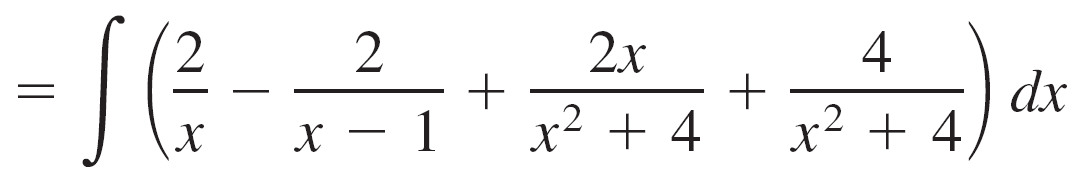 = ∫ (2/x − 2/(x − 1) + 2x/(x² + 4) + 4/(x² + 4)) dx